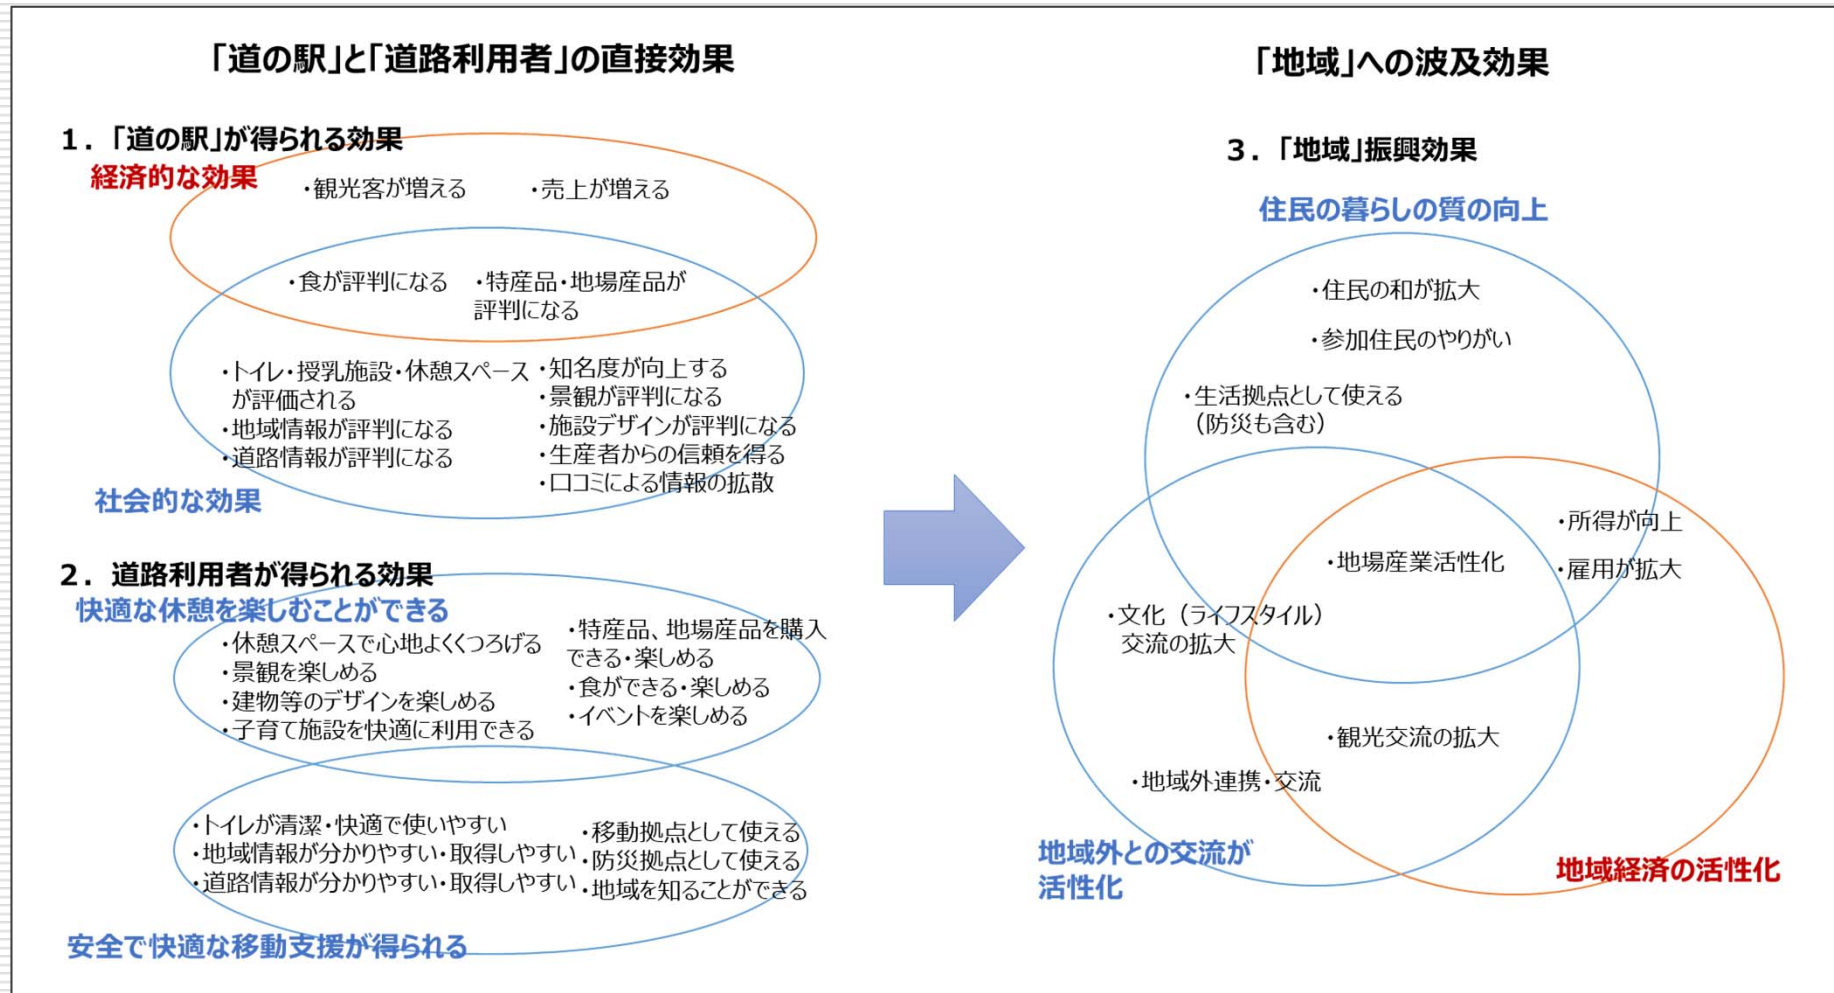 「道の駅」と「道路利用者」の直接効果
1．「道の駅」が得られる効果
経済的な効果
・観光客が増える
・売上が増える
・食が評判になる
・特産品・地場産品が
評判になる
・トイレ・授乳施設・休憩スペース
が評価される
・地域情報が評判になる
・道路情報が評判になる
・知名度が向上する
・景観が評判になる
・施設デザインが評判になる
・生産者からの信頼を得る
・口コミによる情報の拡散
社会的な効果
2．道路利用者が得られる効果
快適な休憩を楽しむことができる
・休憩スペースで心地よくくつろげる
・景観を楽しめる
・建物等のデザインを楽しめる
・子育て施設を快適に利用できる
・特産品、地場産品を購入
できる・楽しめる
・食ができる・楽しめる
・イベントを楽しめる
・トイレが清潔・快適で使いやすい
・地域情報が分かりやすい・取得しやすい
・道路情報が分かりやすい・取得しやすい
・移動拠点として使える
・防災拠点として使える
・地域を知ることができる
安全で快適な移動支援が得られる
「地域」への波及効果
3．「地域」振興効果
住民の暮らしの質の向上
・住民の和が拡大
・参加住民のやりがい
・生活拠点として使える
（防災も含む）
・所得が向上
・地場産業活性化
・雇用が拡大
・文化（ライフスタイル）
交流の拡大
・観光交流の拡大
・地域外連携・交流
地域外との交流が
活性化
地域経済の活性化